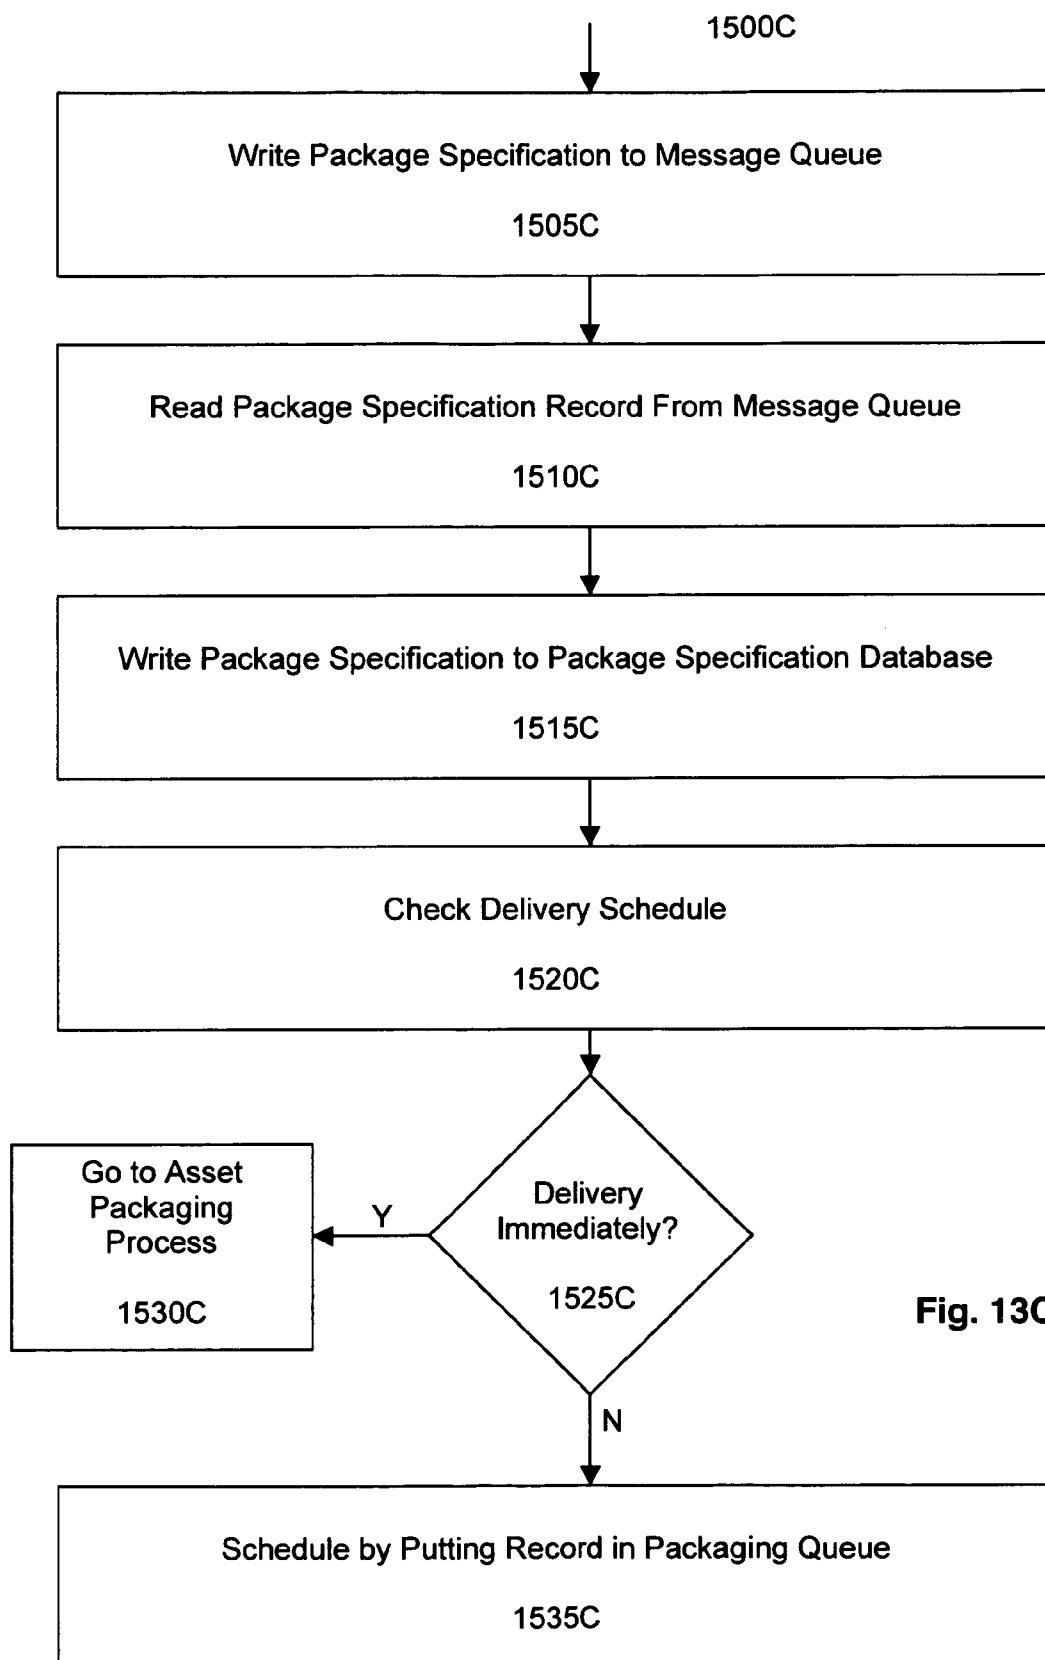 1500C
Write Package Specification to Message Queue
1505C
Read Package Specification Record From Message Queue
1510C
Write Package Specification to Package Specification Database
1515C
Check Delivery Schedule
1520C
Go to Asset
Packaging
Process
1530C
Y
Delivery
Immediately?
1525C
Fig. 13C
N
Schedule by Putting Record in Packaging Queue
1535C